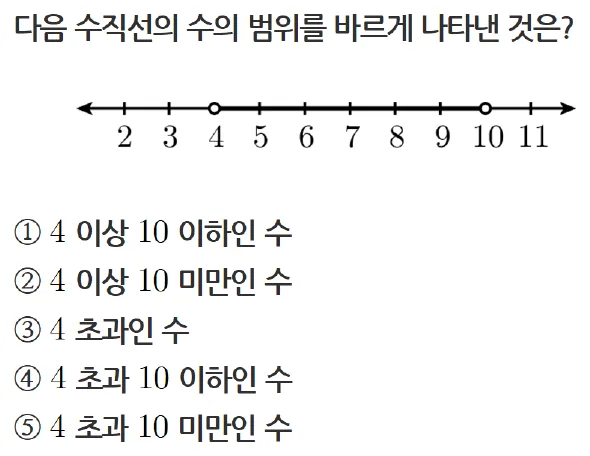 다음 수직선의 수의 범위를 바르게 나타낸 것은?
2 3 4 5 6 7 8 9 10 11
① 4 이상 10 이하인 수
② 4 이상 10 미만인 수
③ 4 초과인 수
④ 4 초과 10 이하인 수
⑤ 4 초과 10 미만인 수